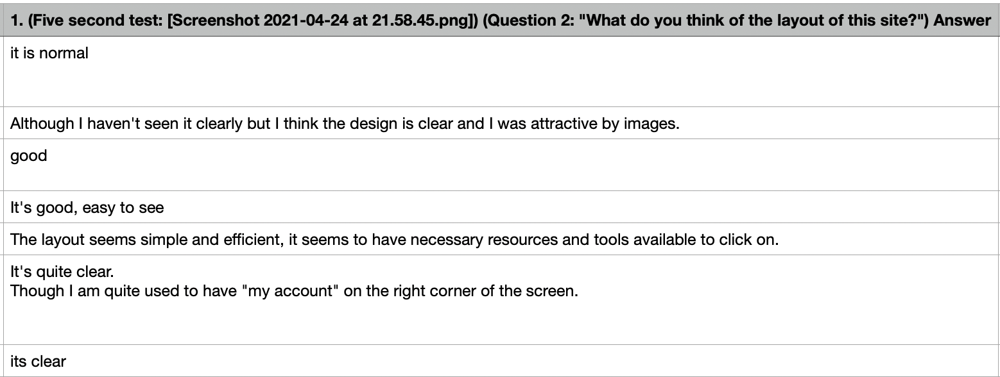 1. (Five second test: [Screenshot 2021-04-24 at 21.58.45.png]) (Question 2: "What do you think of the layout of this site?") Answer
it is normal
Although I haven't seen it clearly but I think the design is clear and I was attractive by images.
good
It's good, easy to see
The layout seems simple and efficient, it seems to have necessary resources and tools available to click on.
It's quite clear.
Though I am quite used to have "my account" on the right corner of the screen.
its clear